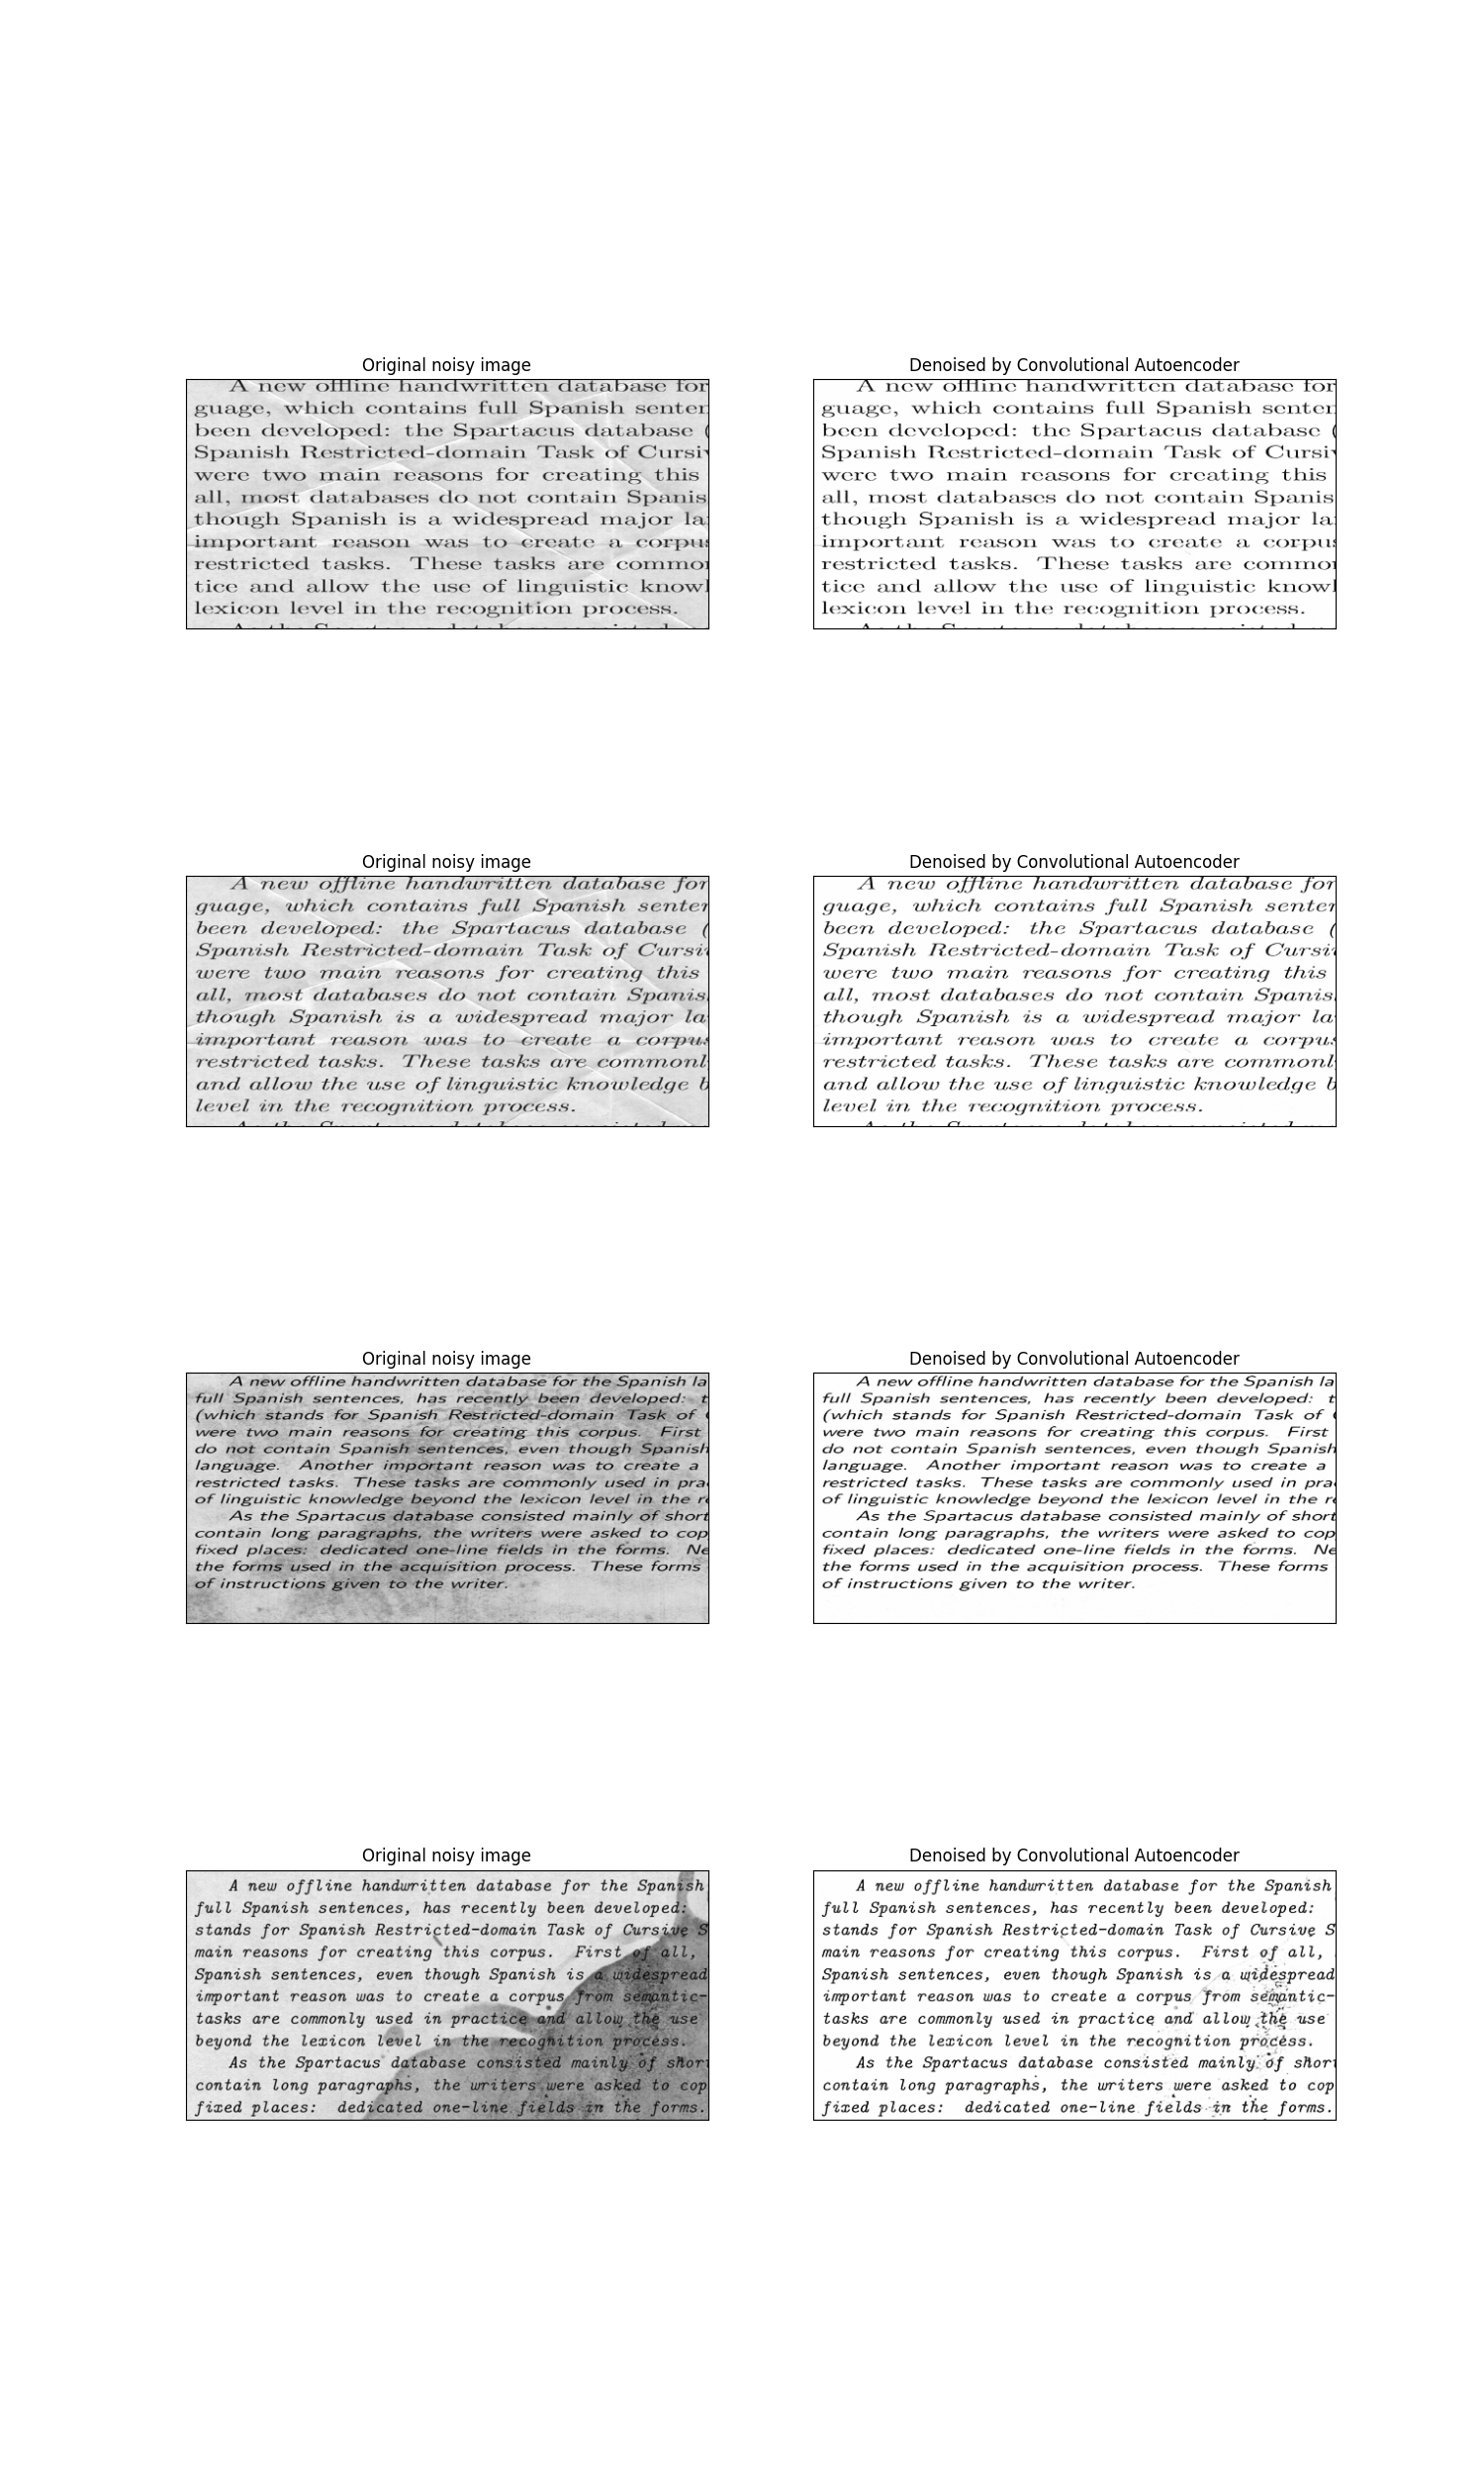 Original noisy image
A new offline handwritten database for
guage, which contains full Spanish senten
been developed: the Spartacus database (
Spanish Restricted-domain Task of Cursiv
were two main reasons for creating this
all, most databases do not contain Spanis
though Spanish is a widespread major la
important reason was to create a corpus
restricted tasks. These tasks are common
tice and allow the use of linguistic knowl
lexicon level in the recognition process.
Denoised by Convolutional Autoencoder
A new offline handwritten database for
guage, which contains full Spanish senten
been developed: the Spartacus database (
Spanish Restricted-domain Task of Cursiv
were two main reasons for creating this
all, most databases do not contain Spanis
though Spanish is a widespread major la
important reason was to create a corpus
restricted tasks. These tasks are common
tice and allow the use of linguistic knowl
lexicon level in the recognition process.
Original noisy image
A new offline handwritten database for
guage, which contains full Spanish senten
been developed: the Spartacus database (
Spanish Restricted-domain Task of Cursi
were two main reasons for creating this
all, most databases do not contain Spanis
though Spanish is a widespread major la
important reason was to create a corpus
restricted tasks. These tasks are commonl
and allow the use of linguistic knowledge b
level in the recognition process.
Denoised by Convolutional Autoencoder
A new offline handwritten database for
guage, which contains full Spanish senten
been developed: the Spartacus database (
Spanish Restricted-domain Task of Cursi
were two main reasons for creating this
all, most databases do not contain Spanis
though Spanish is a widespread major la
important reason was to create a corpus
restricted tasks. These tasks are commonl
and allow the use of linguistic knowledge b
level in the recognition process.
Original noisy image
A new offline handwritten database for the Spanish la
full Spanish sentences, has recently been developed: t
(which stands for Spanish Restricted-domain Task of
were two main reasons for creating this corpus. First
do not contain Spanish sentences, even though Spanish
language. Another important reason was to create a
restricted tasks. These tasks are commonly used in pra
of linguistic knowledge beyond the lexicon level in the r
As the Spartacus database consisted mainly of short
contain long paragraphs, the writers were asked to cop
fixed places: dedicated one-line fields in the forms. Ne
the forms used in the acquisition process. These forms
of instructions given to the writer.
Denoised by Convolutional Autoencoder
A new offline handwritten database for the Spanish la
full Spanish sentences, has recently been developed: t
(which stands for Spanish Restricted-domain Task of
were two main reasons for creating this corpus. First
do not contain Spanish sentences, even though Spanish
language. Another important reason was to create a
restricted tasks. These tasks are commonly used in pra
of linguistic knowledge beyond the lexicon level in the r
As the Spartacus database consisted mainly of short
contain long paragraphs, the writers were asked to cop
fixed places: dedicated one-line fields in the forms. Ne
the forms used in the acquisition process. These forms
of instructions given to the writer.
Original noisy image
A new offline handwritten database for the Spanish
full Spanish sentences, has recently been developed:
stands for Spanish Restricted-domain Task of Cursive S
main reasons for creating this corpus. First of all,
Spanish sentences, even though Spanish is a widespread
important reason was to create a corpus from semantic-
tasks are commonly used in practice and allow the use
beyond the lexicon level in the recognition process.
As the Spartacus database consisted mainly of short
contain long paragraphs, the writers were asked to cop
fixed places: dedicated one-line fields in the forms.
Denoised by Convolutional Autoencoder
A new offline handwritten database for the Spanish
full Spanish sentences, has recently been developed:
stands for Spanish Restricted-domain Task of Cursive S
main reasons for creating this corpus. First of all,
Spanish sentences, even though Spanish is a widespread
important reason was to create a corpus from semantic-
tasks are commonly used in practice and allow the use
beyond the lexicon level in the recognition process.
As the Spartacus database consisted mainly of short
contain long paragraphs, the writers were asked to cop
fixed places: dedicated one-line fields in the forms.